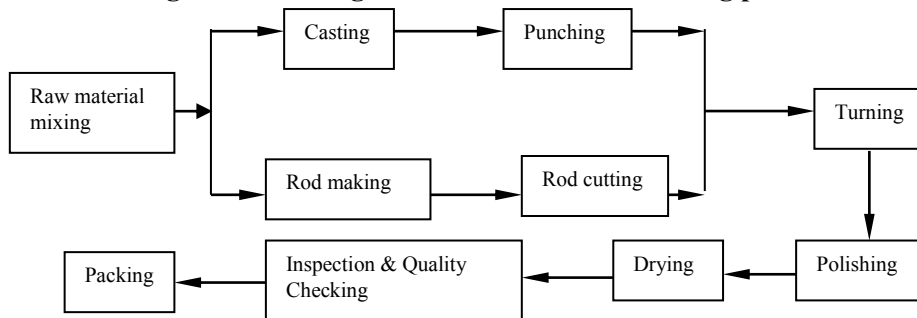 Casting
Punching
Raw material
mixing
Turning
Rod making
Rod cutting
Packing
Inspection & Quality
Checking
Drying
Polishing